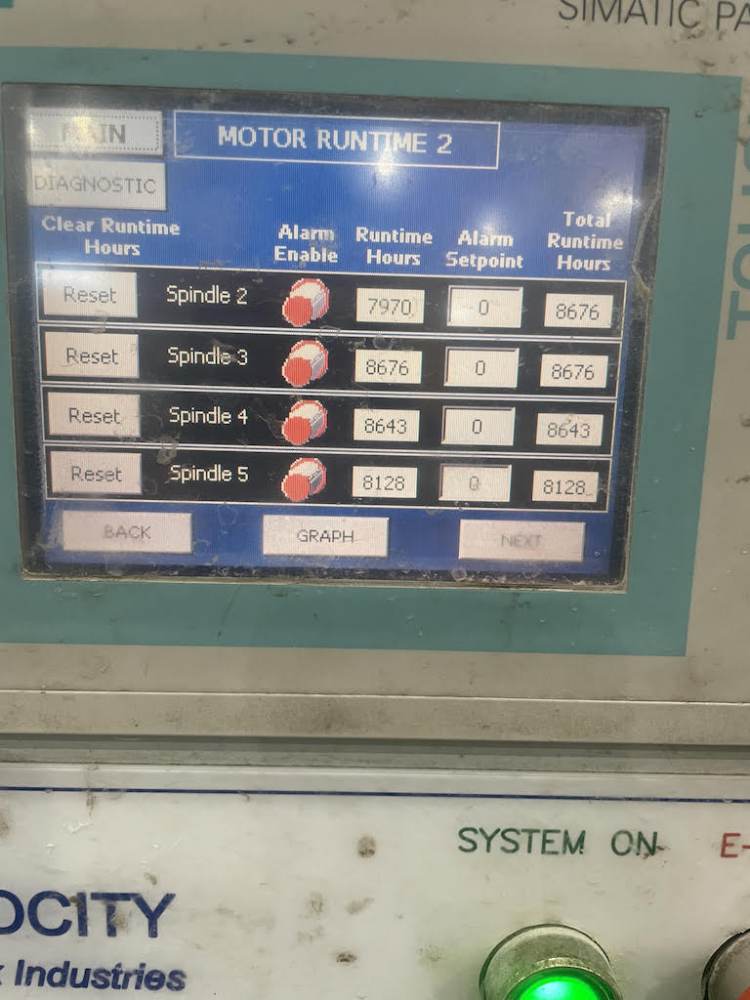 SIMATIC PA
MAIN
MOTOR RUNTIME 2
DIAGNOSTIC
Clear Runtime Hours
Alarm Enable
Runtime Hours
Alarm Setpoint
Total Runtime Hours
Reset Spindle 2 7970 0 8676
Reset Spindle 3 8676 0 8676
Reset Spindle 4 8643 0 8643
Reset Spindle 5 8128 0 8128
BACK GRAPH NEXT
TOU
SYSTEM ON E-
OCITY
Industries